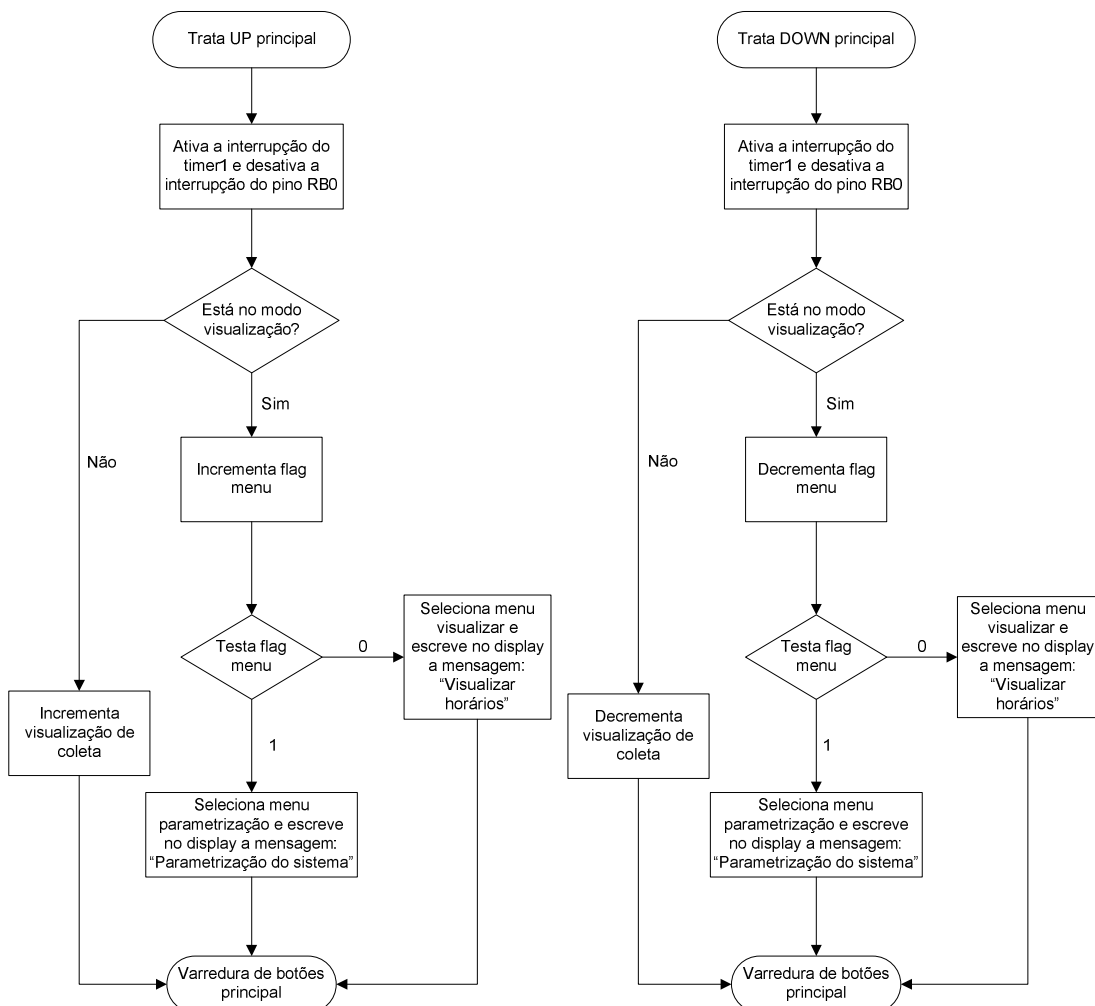 Trata UP principal
Ativa a interrupção do
timer1 e desativa a
interrupção do pino RB0
Está no modo
visualização?
Sim
Não
Incrementa flag
menu
Testa flag
menu
0
Seleciona menu
visualizar e
escreve no display
a mensagem:
“Visualizar
horários”
Incrementa
visualização de
coleta
1
Seleciona menu
parametrização e escreve
no display a mensagem:
“Parametrização do sistema”
Varredura de botões
principal
Trata DOWN principal
Ativa a interrupção do
timer1 e desativa a
interrupção do pino RB0
Está no modo
visualização?
Sim
Não
Decrementa flag
menu
Testa flag
menu
0
Seleciona menu
visualizar e
escreve no display
a mensagem:
“Visualizar
horários”
Decrementa
visualização de
coleta
1
Seleciona menu
parametrização e escreve
no display a mensagem:
“Parametrização do sistema”
Varredura de botões
principal